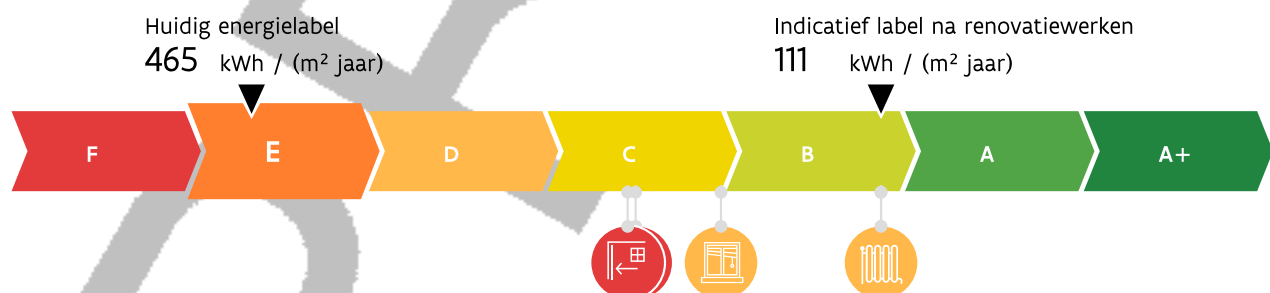 Huidig energielabel
465 kWh / (m² jaar)
Indicatief label na renovatiewerken
111 kWh / (m² jaar)
F E D C B A A+